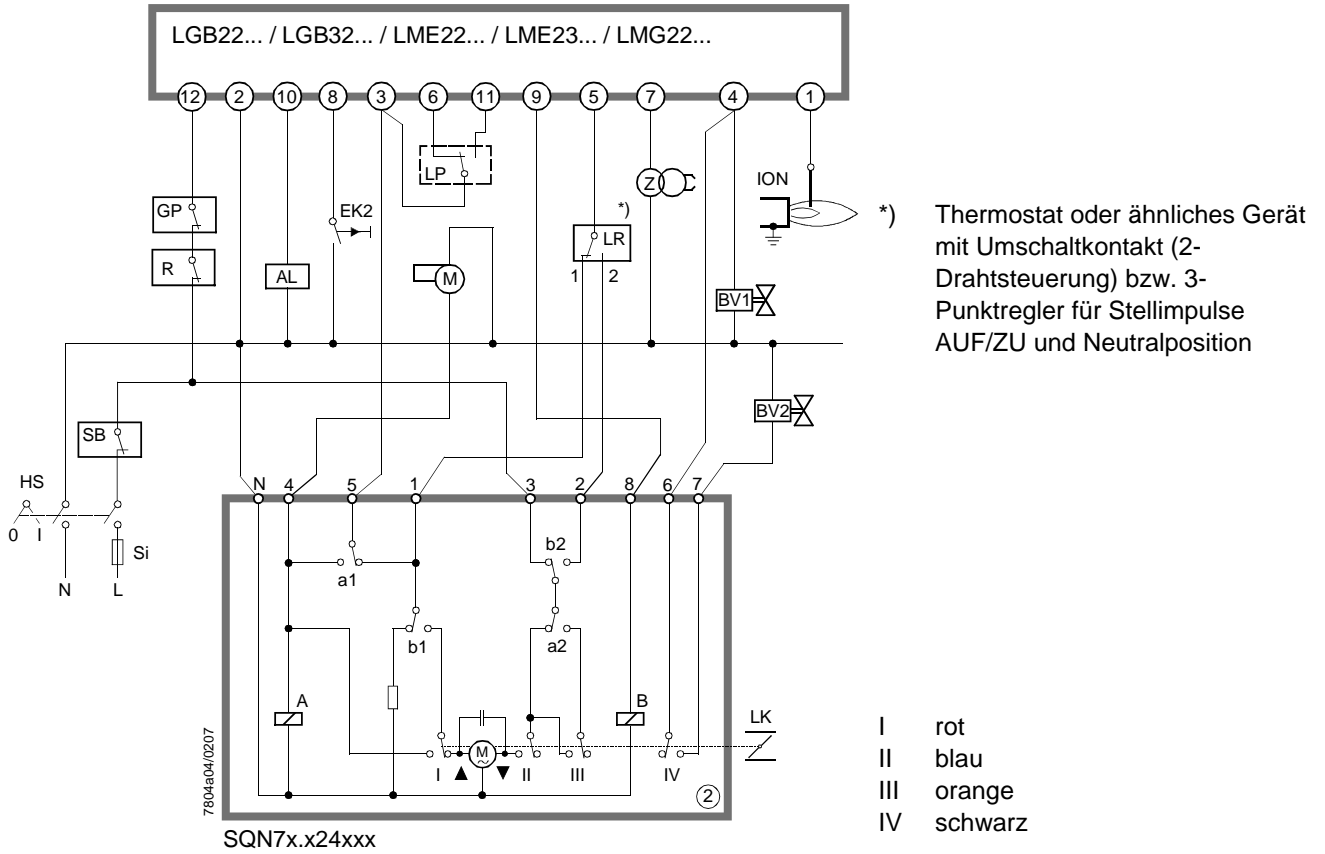 LGB22... / LGB32... / LME22... / LME23... / LMG22...
12 2 10 8 3 6 11 9 5 7 4 1
LP
Z
ION
GP
EK2
*)
LR
R
AL
M
1 2
BV1
*) Thermostat oder ähnliches Gerät
mit Umschaltkontakt (2-
Drahtsteuerung) bzw. 3-
Punktregler für Stellimpulse
AUF/ZU und Neutralposition
BV2
SB
HS
0 I
Si
N L
N 4 5 1 3 2 8 6 7
b2
a1
b1 a2
A B
LK
M
~
I II III IV
2
7804a04/0207
SQN7x.x24xxx
I rot
II blau
III orange
IV schwarz